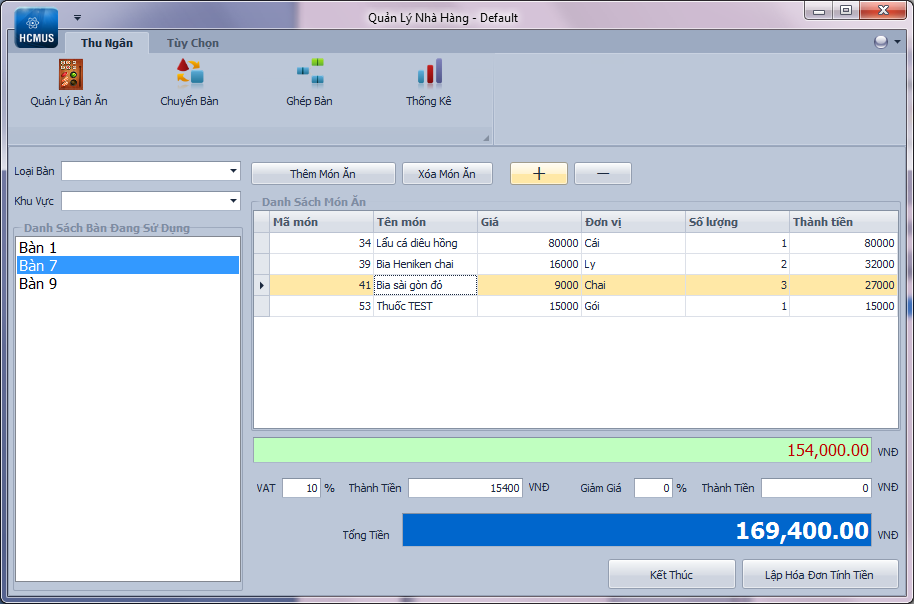 Quản Lý Nhà Hàng - Default
HCMUS
Thu Ngân Tùy Chọn
Quản Lý Bàn Ăn Chuyển Bàn Ghép Bàn Thống Kê
Loại Bàn
Khu Vực
Thêm Món Ăn Xóa Món Ăn + —
Danh Sách Bàn Đang Sử Dụng
Bàn 1
Bàn 7
Bàn 9
Danh Sách Món Ăn
Mã món Tên món Giá Đơn vị Số lượng Thành tiền
34 Lẩu cá diêu hồng 80000 Cái 1 80000
39 Bia Heniken chai 16000 Ly 2 32000
41 Bia sài gòn đỏ 9000 Chai 3 27000
53 Thuốc TEST 15000 Gói 1 15000
154,000.00 VNĐ
VAT 10 % Thành Tiền 15400 VNĐ Giảm Giá 0 % Thành Tiền 0 VNĐ
Tổng Tiền 169,400.00 VNĐ
Kết Thúc Lập Hóa Đơn Tính Tiền